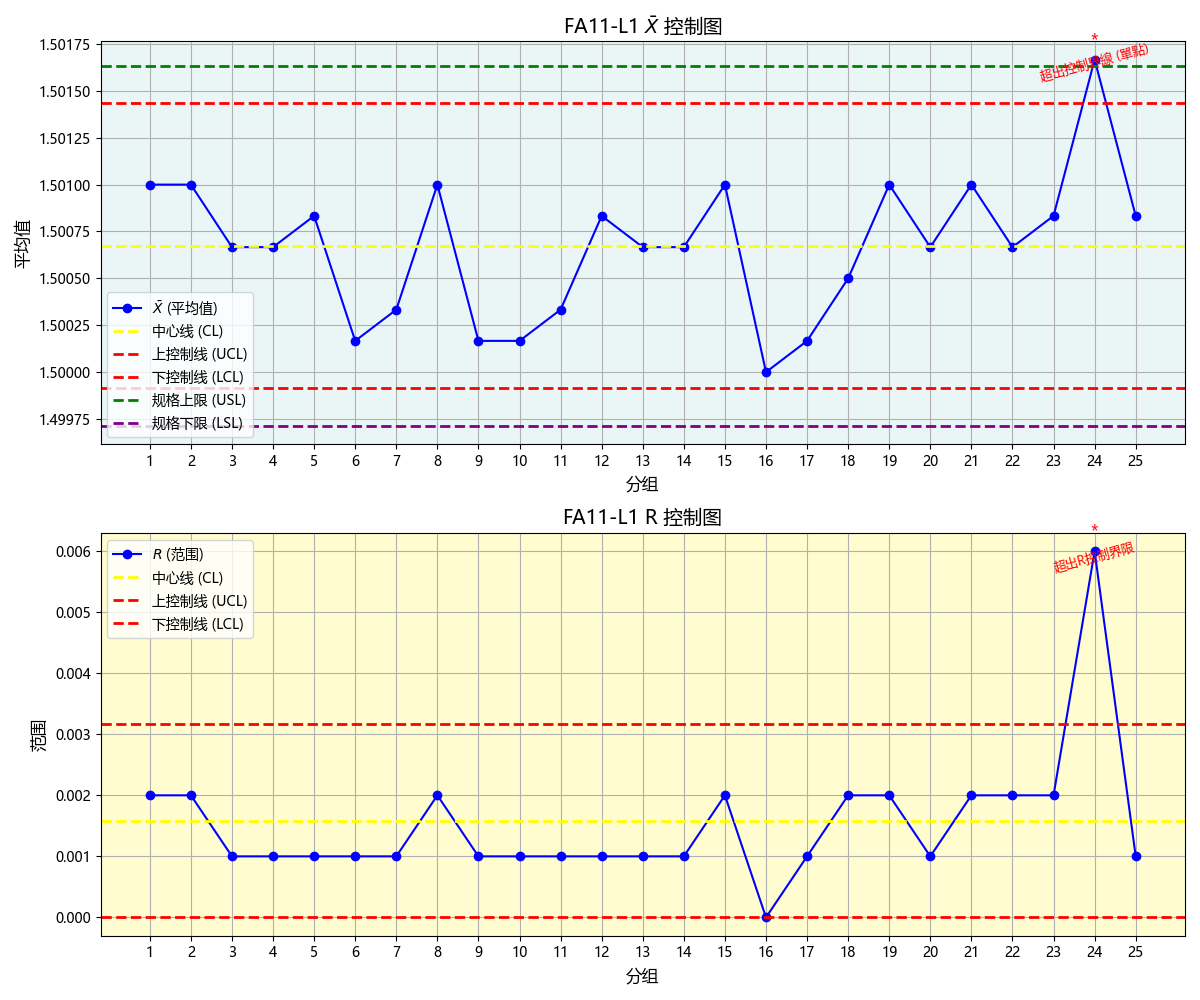 FA11-L1 X̄ 控制图
*
超出控制界線 (單點)
1.50175
1.50150
1.50125
1.50100
1.50075
1.50050
1.50025
1.50000
1.49975
平均值
X̄ (平均值)
中心线 (CL)
上控制线 (UCL)
下控制线 (LCL)
规格上限 (USL)
规格下限 (LSL)
1 2 3 4 5 6 7 8 9 10 11 12 13 14 15 16 17 18 19 20 21 22 23 24 25
分组
FA11-L1 R 控制图
*
超出R控制界限
0.006
0.005
0.004
0.003
0.002
0.001
0.000
范围
R (范围)
中心线 (CL)
上控制线 (UCL)
下控制线 (LCL)
1 2 3 4 5 6 7 8 9 10 11 12 13 14 15 16 17 18 19 20 21 22 23 24 25
分组